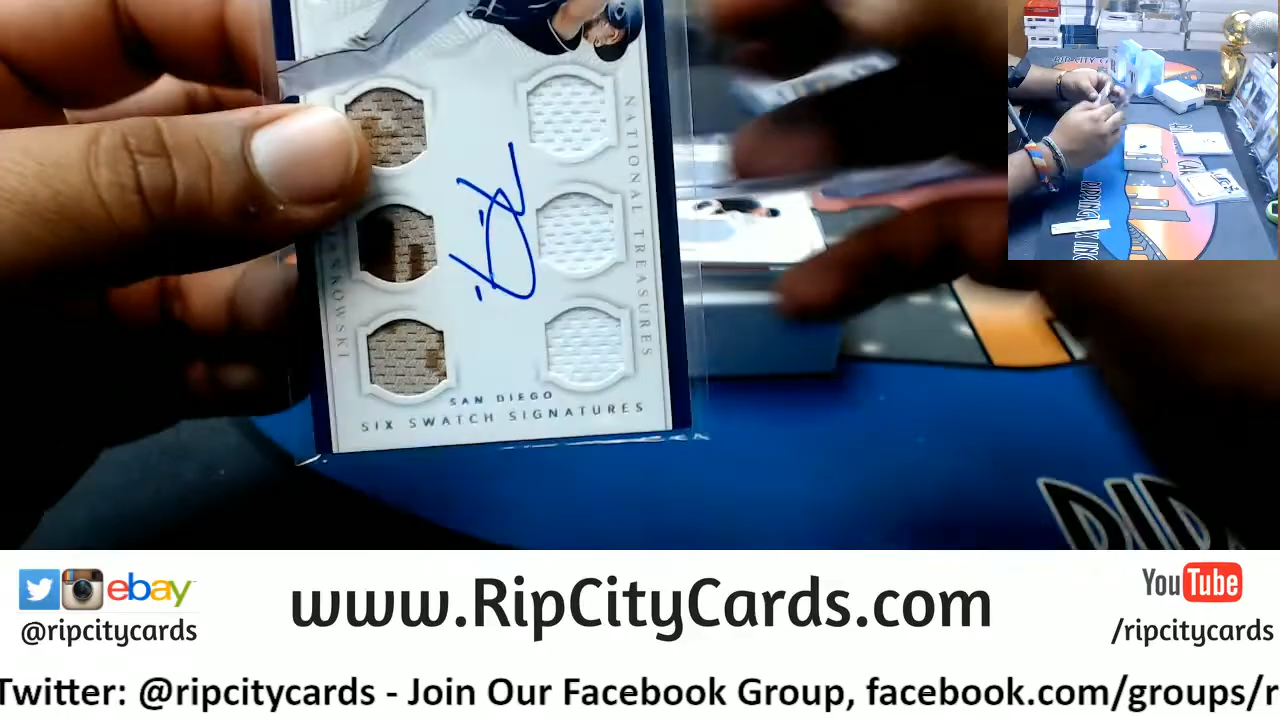 NATIONAL TREASURES
SAN DIEGO
SIX SWATCH SIGNATURES
ebay
@ripcitycards
www.RipCityCards.com
YouTube
/ripcitycards
Twitter: @ripcitycards - Join Our Facebook Group, facebook.com/groups/r